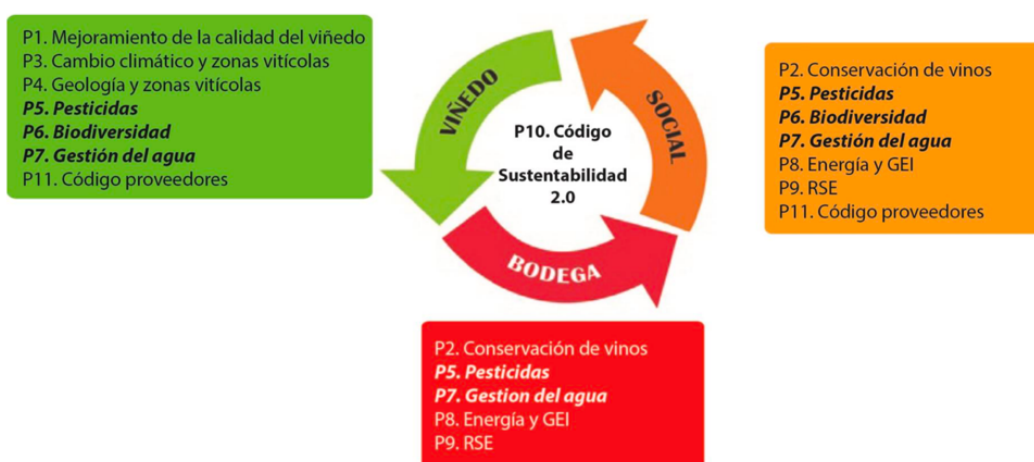 P1. Mejoramiento de la calidad del viñedo
P3. Cambio climático y zonas vitícolas
P4. Geología y zonas vitícolas
P5. Pesticidas
P6. Biodiversidad
P7. Gestión del agua
P11. Código proveedores
VIÑEDO
SOCIAL
BODEGA
P10. Código
de
Sustentabilidad
2.0
P2. Conservación de vinos
P5. Pesticidas
P6. Biodiversidad
P7. Gestión del agua
P8. Energía y GEI
P9. RSE
P11. Código proveedores
P2. Conservación de vinos
P5. Pesticidas
P7. Gestion del agua
P8. Energía y GEI
P9. RSE